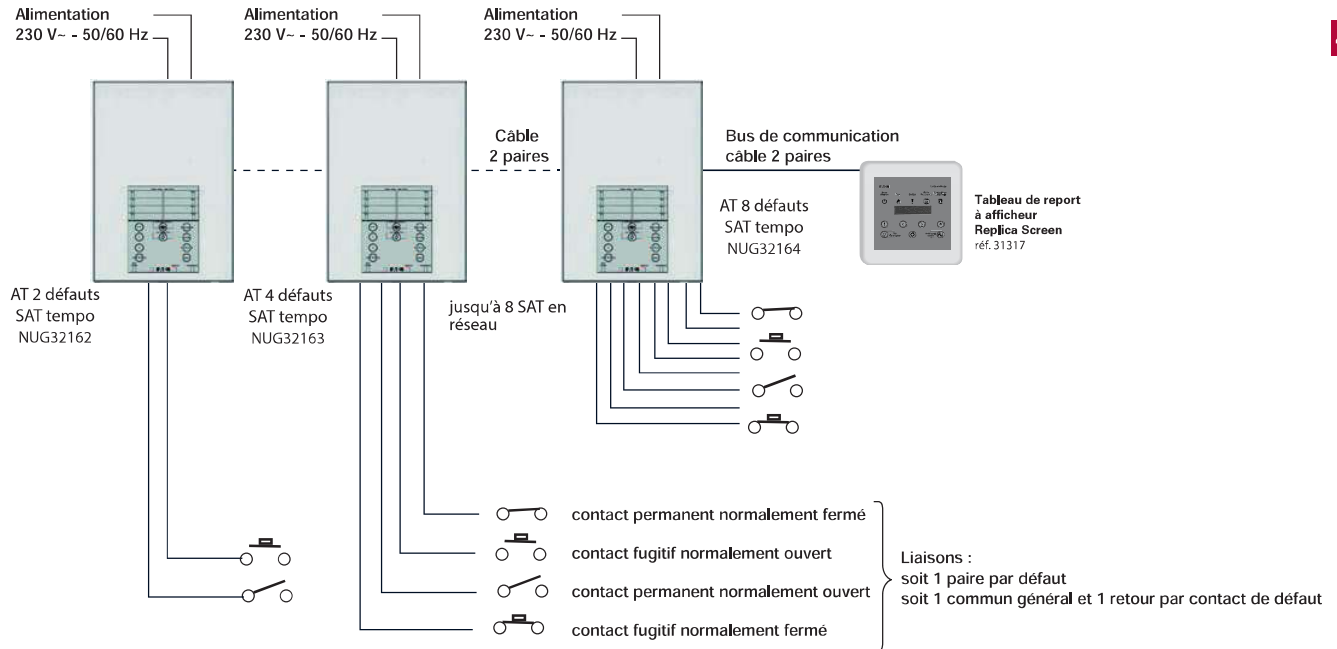 Alimentation
230 V~ - 50/60 Hz
Alimentation
230 V~ - 50/60 Hz
Alimentation
230 V~ - 50/60 Hz
Câble
2 paires
Bus de communication
câble 2 paires
AT 8 défauts
SAT tempo
NUG32164
Tableau de report
à afficheur
Replica Screen
réf. 31317
AT 2 défauts
SAT tempo
NUG32162
AT 4 défauts
SAT tempo
NUG32163
jusqu'à 8 SAT en
réseau
contact permanent normalement fermé
contact fugitif normalement ouvert
contact permanent normalement ouvert
contact fugitif normalement fermé
Liaisons :
soit 1 paire par défaut
soit 1 commun général et 1 retour par contact de défaut